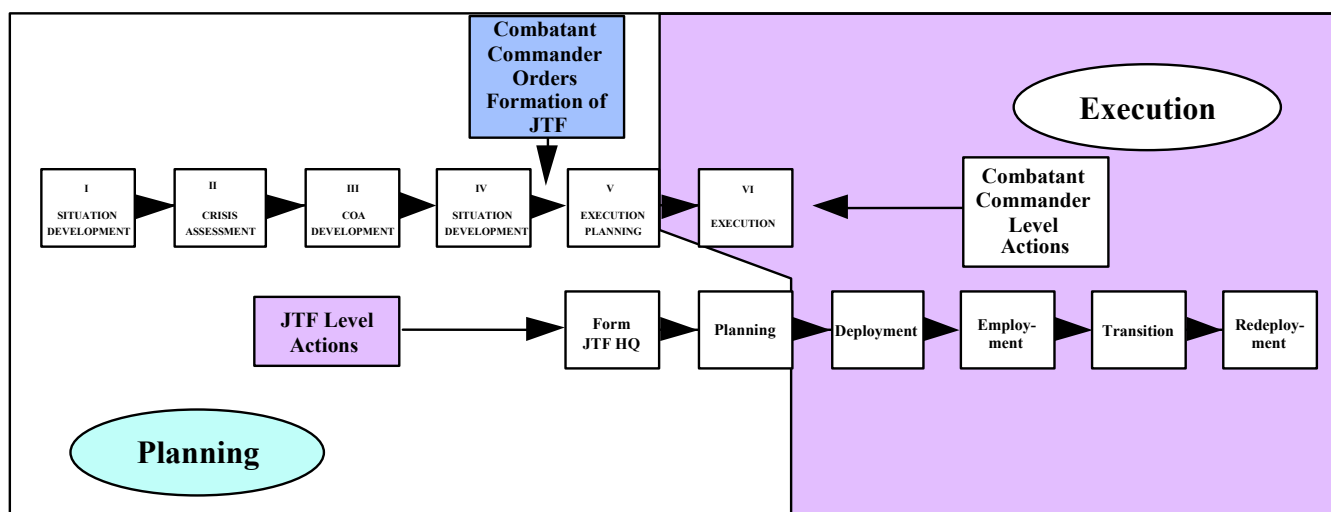 Combatant
Commander
Orders
Formation of
JTF
Execution
I
SITUATION
DEVELOPMENT
II
CRISIS
ASSESSMENT
III
COA
DEVELOPMENT
IV
SITUATION
DEVELOPMENT
V
EXECUTION
PLANNING
VI
EXECUTION
Combatant
Commander
Level
Actions
JTF Level
Actions
Form
JTF HQ
Planning
Deployment
Employ-
ment
Transition
Redeploy-
ment
Planning